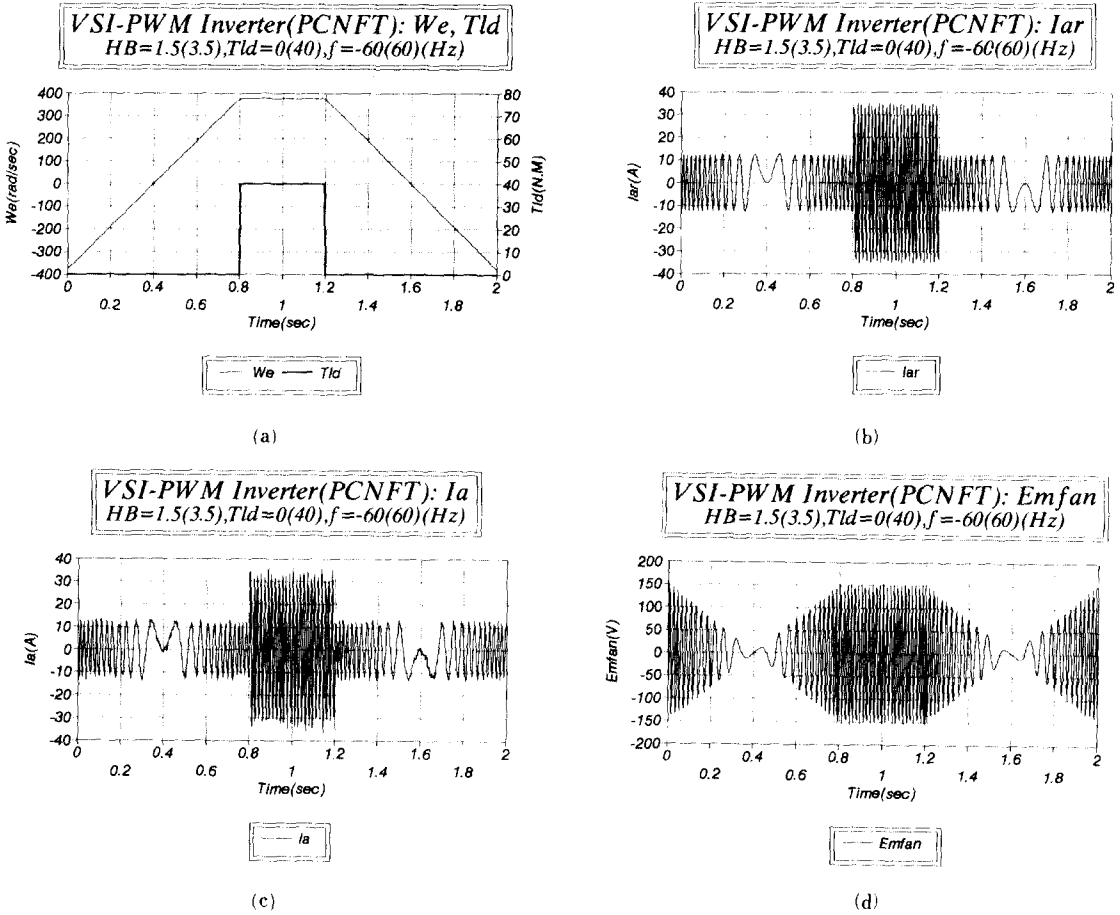 VSI-PWM Inverter(PCNFT): We, Tld
HB=1.5(3.5),Tld=0(40),f=-60(60)(Hz)
400
300
200
100
0
-100
-200
-300
-400
We(rad/sec)
80
70
60
50
40
30
20
10
0
Tld(N.M)
0 0.4 0.8 1.2 1.6 2
0.2 0.6 1 1.4 1.8
Time(sec)
We Tld
(a)
VSI-PWM Inverter(PCNFT): Iar
HB=1.5(3.5),Tld=0(40),f=-60(60)(Hz)
40
30
20
10
0
-10
-20
-30
-40
Iar(A)
0 0.4 0.8 1.2 1.6 2
0.2 0.6 1 1.4 1.8
Time(sec)
Iar
(b)
VSI-PWM Inverter(PCNFT): Ia
HB=1.5(3.5),Tld=0(40),f=-60(60)(Hz)
40
30
20
10
0
-10
-20
-30
-40
Ia(A)
0 0.4 0.8 1.2 1.6 2
0.2 0.6 1 1.4 1.8
Time(sec)
Ia
(c)
VSI-PWM Inverter(PCNFT): Emfan
HB=1.5(3.5),Tld=0(40),f=-60(60)(Hz)
200
150
100
50
0
-50
-100
-150
-200
Emfan(V)
0 0.4 0.8 1.2 1.6 2
0.2 0.6 1 1.4 1.8
Time(sec)
Emfan
(d)